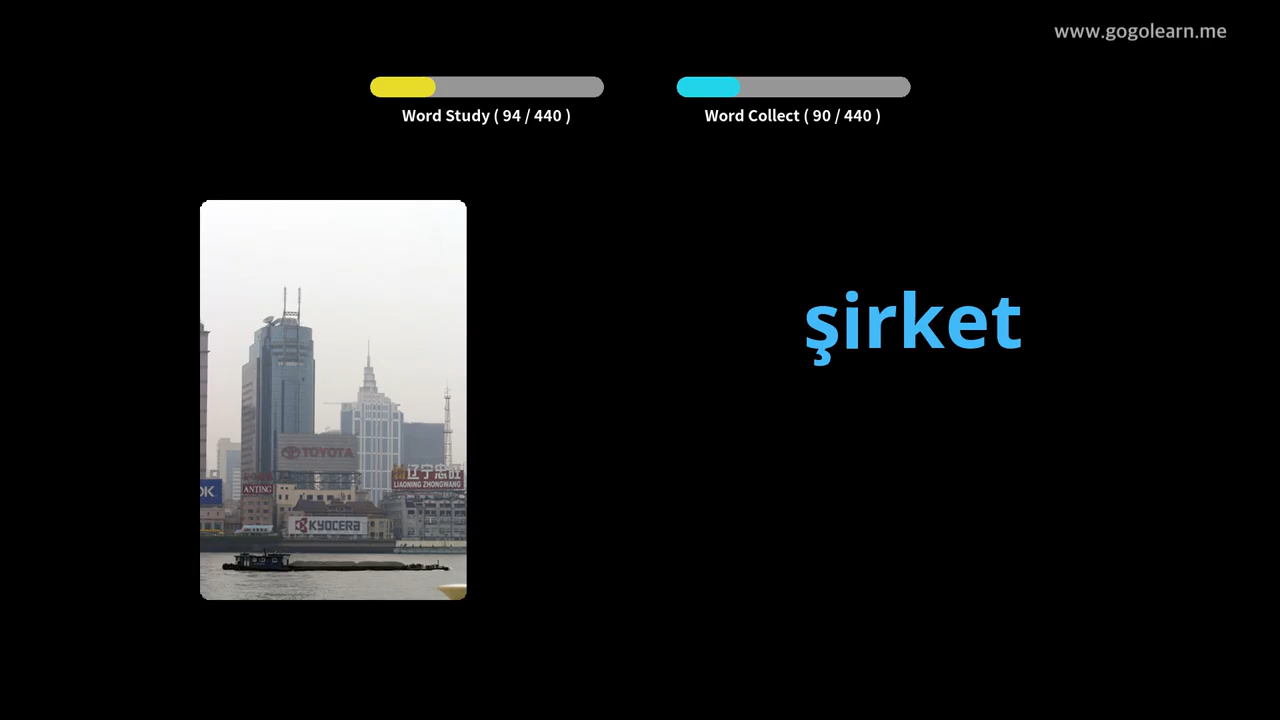 www.gogolearn.me
Word Study ( 94 / 440 )
Word Collect ( 90 / 440 )
şirket
TOYOTA
辽宁忠旺
LIAONING ZHONGWANG
OK
ANTING
KYOCERA